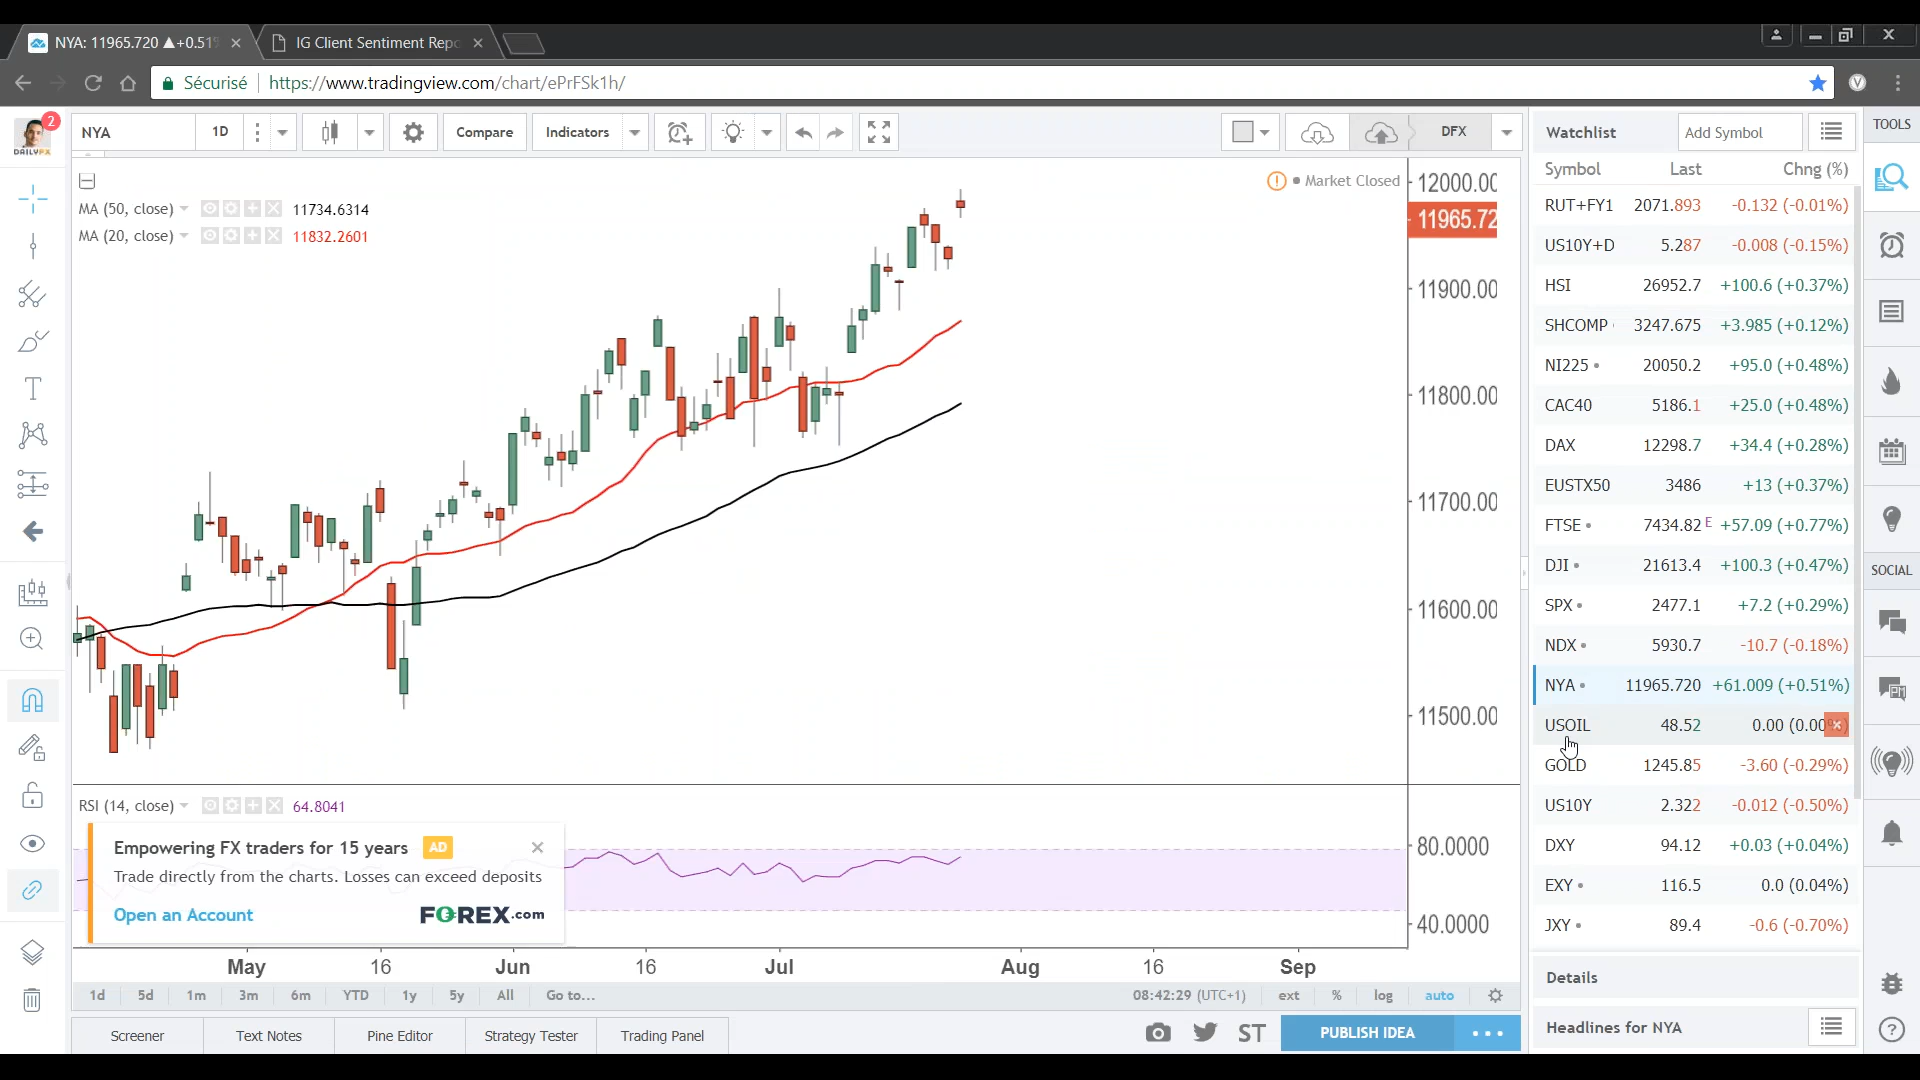 NYA: 11965.720 ▲+0.51%
IG Client Sentiment Repo
Sécurisé https://www.tradingview.com/chart/ePrFSk1h/
2
DAILYFX
NYA 1D Compare Indicators DFX
MA (50, close) 11734.6314
MA (20, close) 11832.2601
! • Market Closed
12000.00
11965.72
11900.00
11800.00
11700.00
11600.00
11500.00
RSI (14, close) 64.8041
80.0000
40.0000
Empowering FX traders for 15 years AD
Trade directly from the charts. Losses can exceed deposits
Open an Account FOREX.com
May 16 Jun 16 Jul Aug 16 Sep
1d 5d 1m 3m 6m YTD 1y 5y All Go to... 08:42:29 (UTC+1) ext % log auto
Screener Text Notes Pine Editor Strategy Tester Trading Panel ST PUBLISH IDEA
Watchlist Add Symbol
Symbol Last Chng (%)
RUT+FY1 2071.893 -0.132 (-0.01%)
US10Y+D 5.287 -0.008 (-0.15%)
HSI 26952.7 +100.6 (+0.37%)
SHCOMP 3247.675 +3.985 (+0.12%)
NI225 • 20050.2 +95.0 (+0.48%)
CAC40 5186.1 +25.0 (+0.48%)
DAX 12298.7 +34.4 (+0.28%)
EUSTX50 3486 +13 (+0.37%)
FTSE • 7434.82 E +57.09 (+0.77%)
DJI • 21613.4 +100.3 (+0.47%)
SPX • 2477.1 +7.2 (+0.29%)
NDX • 5930.7 -10.7 (-0.18%)
NYA • 11965.720 +61.009 (+0.51%)
USOIL 48.52 0.00 (0.00%)
GOLD 1245.85 -3.60 (-0.29%)
US10Y 2.322 -0.012 (-0.50%)
DXY 94.12 +0.03 (+0.04%)
EXY • 116.5 0.0 (0.04%)
JXY • 89.4 -0.6 (-0.70%)
Details
Headlines for NYA
TOOLS
SOCIAL